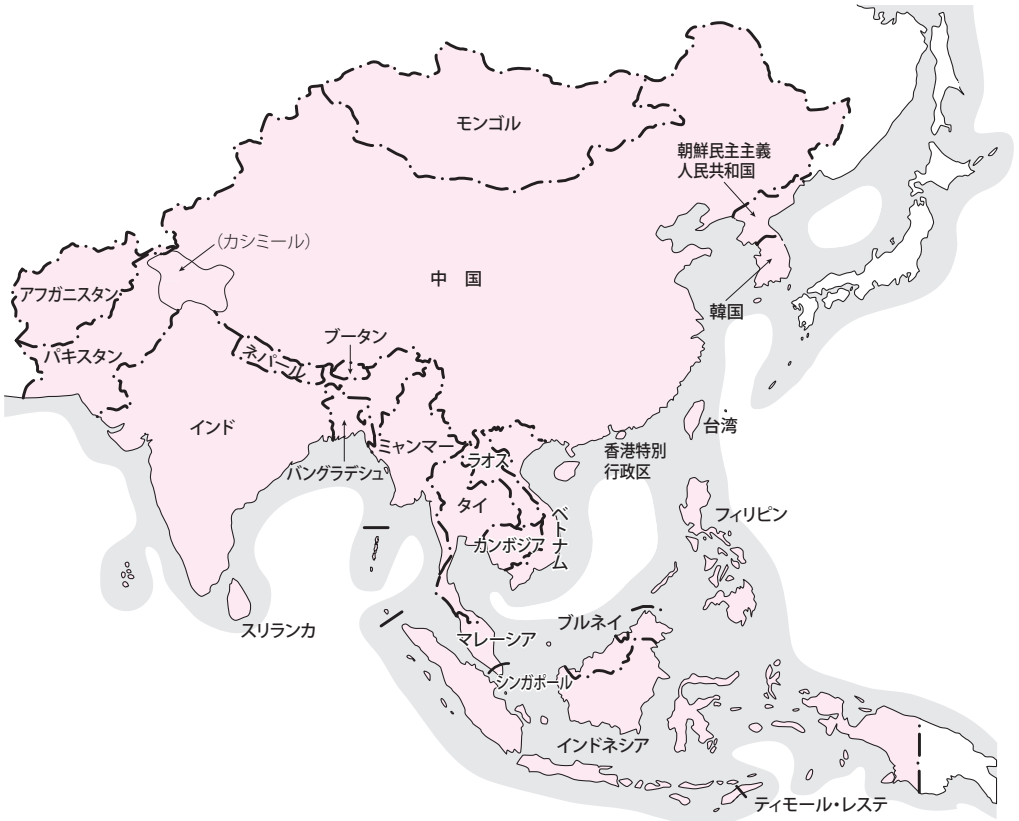 モンゴル
朝鮮民主主義
人民共和国
(カシミール)
中 国
アフガニスタン
韓国
ブータン
パキスタン
ネパール
インド
台湾
ミャンマー
香港特別
行政区
ラオス
バングラデシュ
タイ
ベトナム
フィリピン
カンボジア
スリランカ
ブルネイ
マレーシア
シンガポール
インドネシア
ティモール・レステ